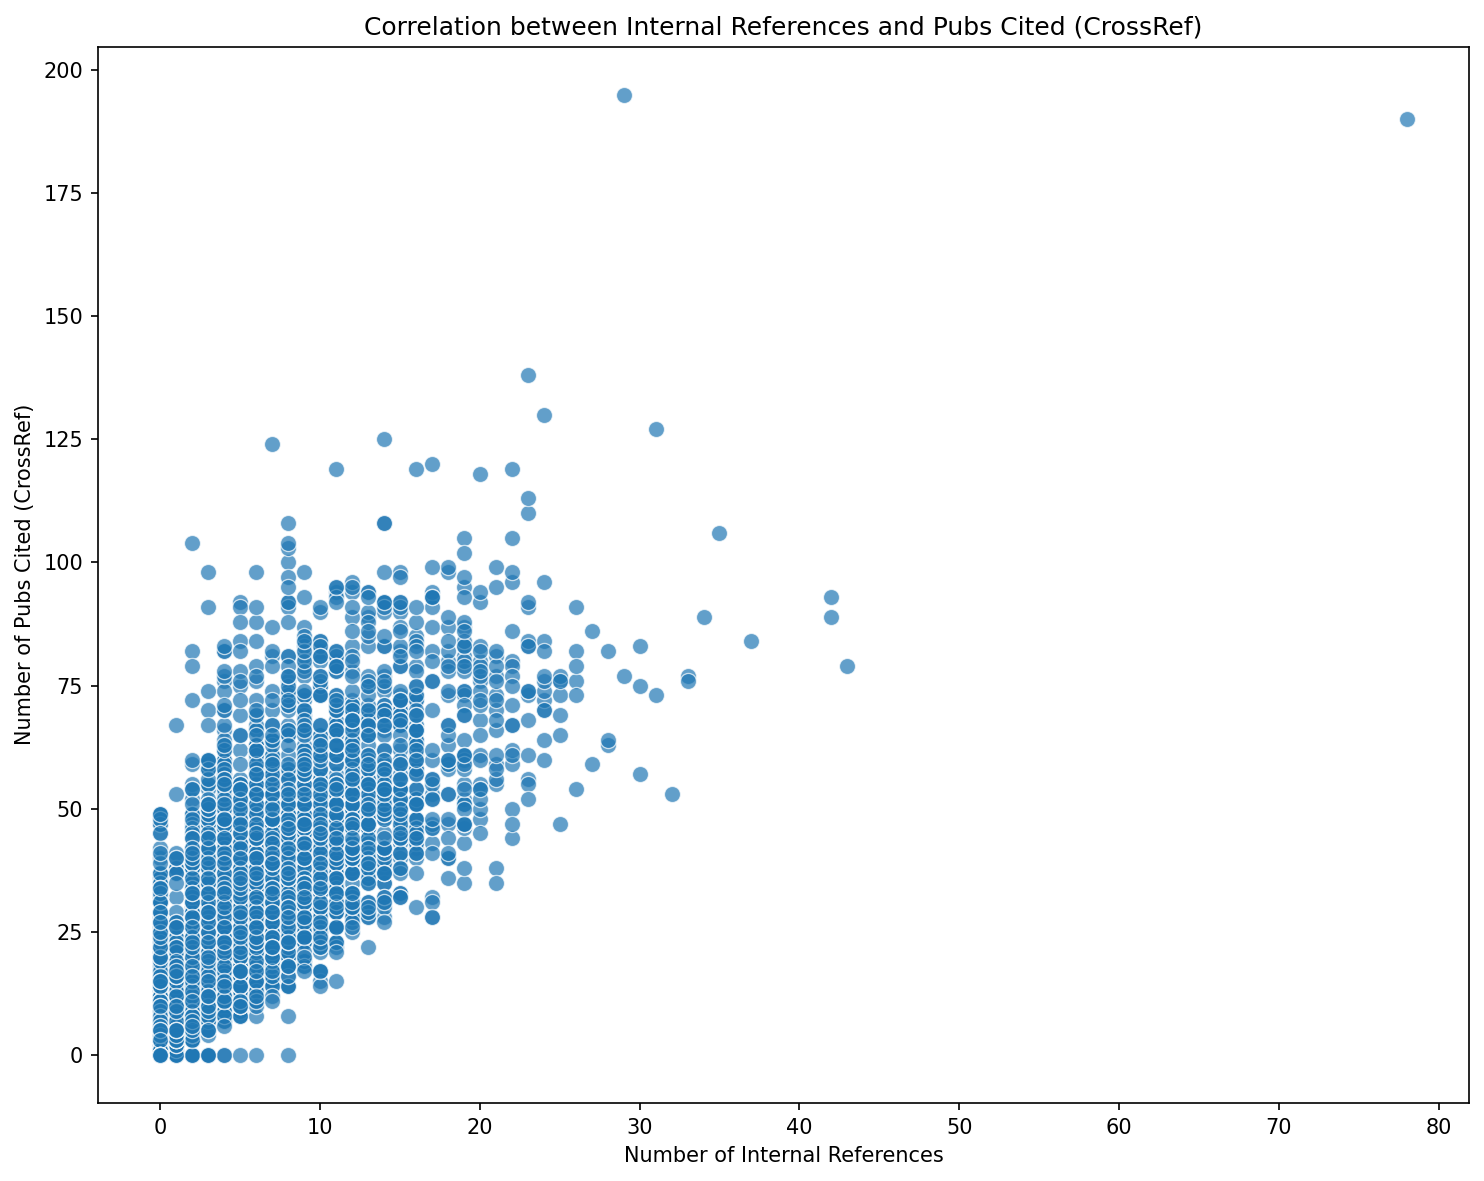 Correlation between Internal References and Pubs Cited (CrossRef)
200
175
150
125
100
75
50
25
0
Number of Pubs Cited (CrossRef)
0 10 20 30 40 50 60 70 80
Number of Internal References